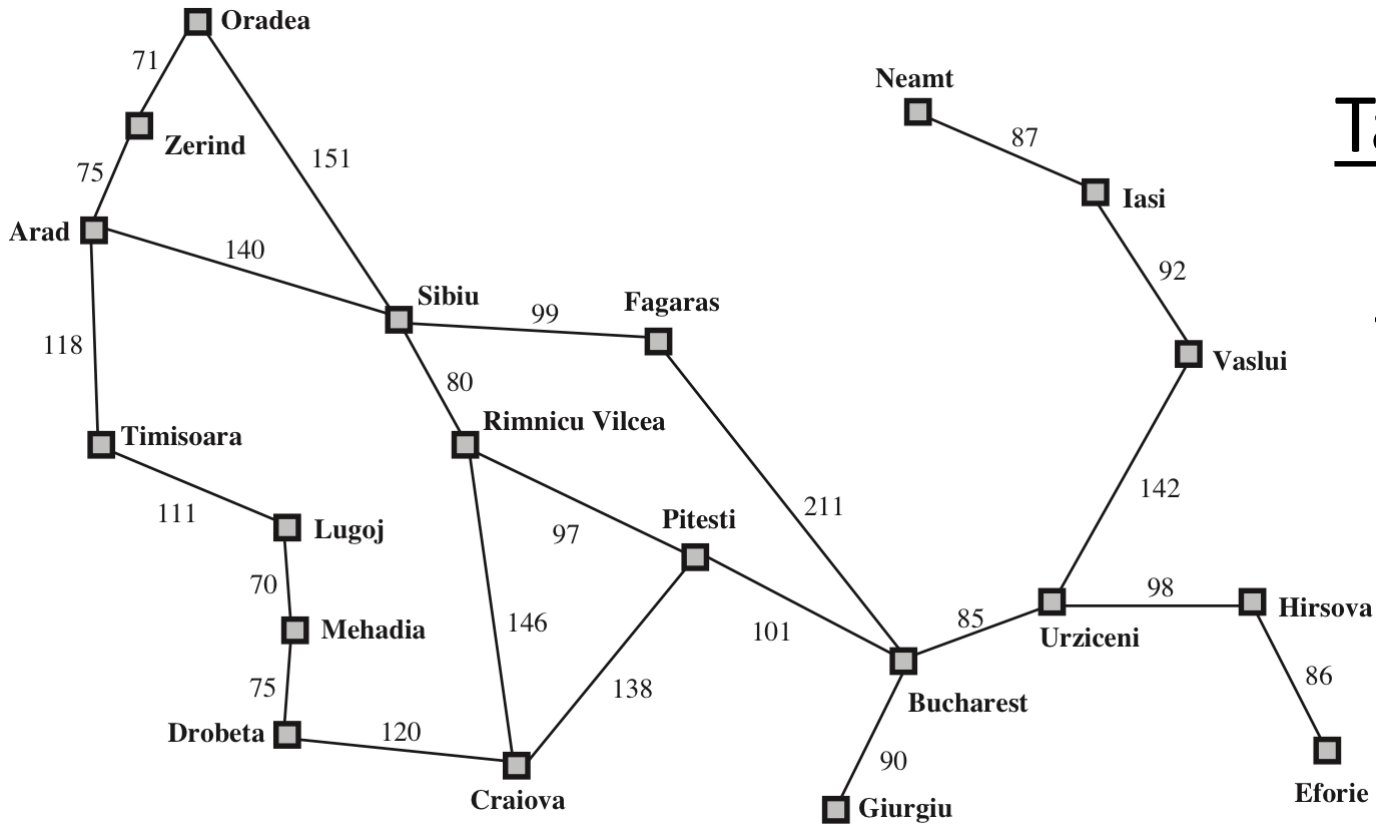 Oradea
71
Neamt
87
Zerind
151
75
Iasi
Arad
140
92
Sibiu
Fagaras
99
118
Vaslui
80
Timisoara
Rimnicu Vilcea
142
111
Pitesti
211
Lugoj
97
70
98
Hirsova
85
Mehadia
146
101
Urziceni
75
138
86
Bucharest
Drobeta
120
90
Craiova
Giurgiu
Eforie